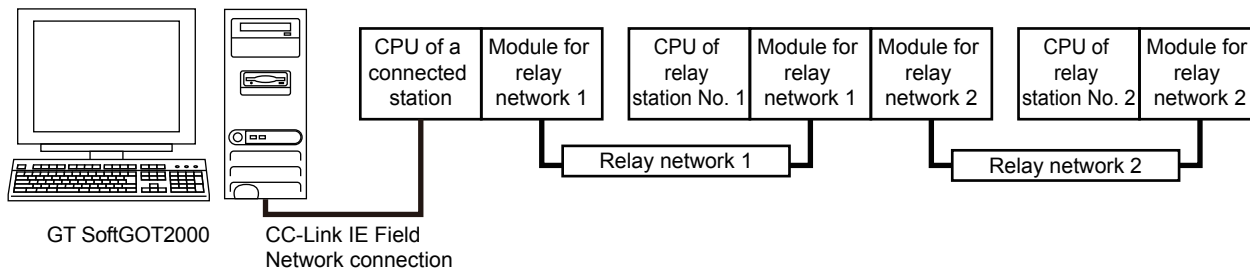 CPU of a
connected
station
Module for
relay
network 1
CPU of
relay
station No. 1
Module for
relay
network 1
Module for
relay
network 2
CPU of
relay
station No. 2
Module for
relay
network 2
Relay network 1
Relay network 2
GT SoftGOT2000
CC-Link IE Field
Network connection